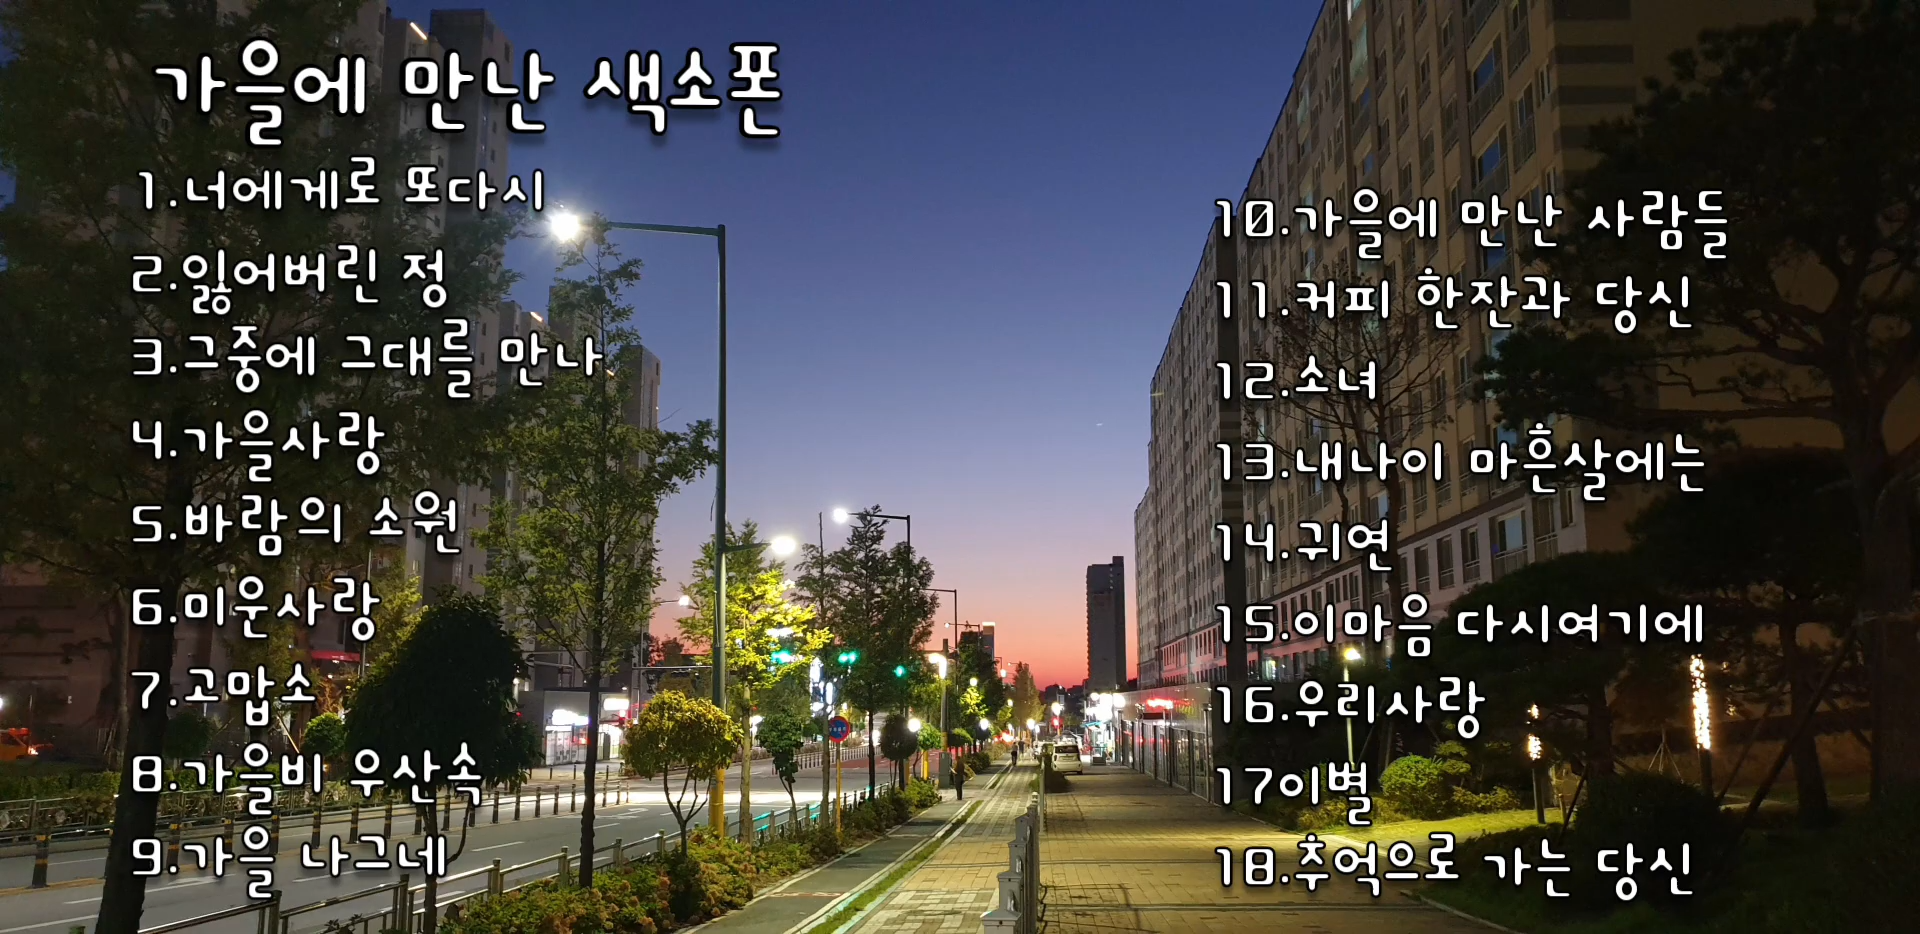 가을에 만난 색소폰
1.너에게로 또다시
2.잃어버린 정
3.그중에 그대를 만나
4.가을사랑
5.바람의 소원
6.미운사랑
7.고맙소
8.가을비 우산속
9.가을 나그네
10.가을에 만난 사람들
11.커피 한잔과 당신
12.소녀
13.내나이 마흔살에는
14.귀연
15.이마음 다시여기에
16.우리사랑
17이별
18.추억으로 가는 당신